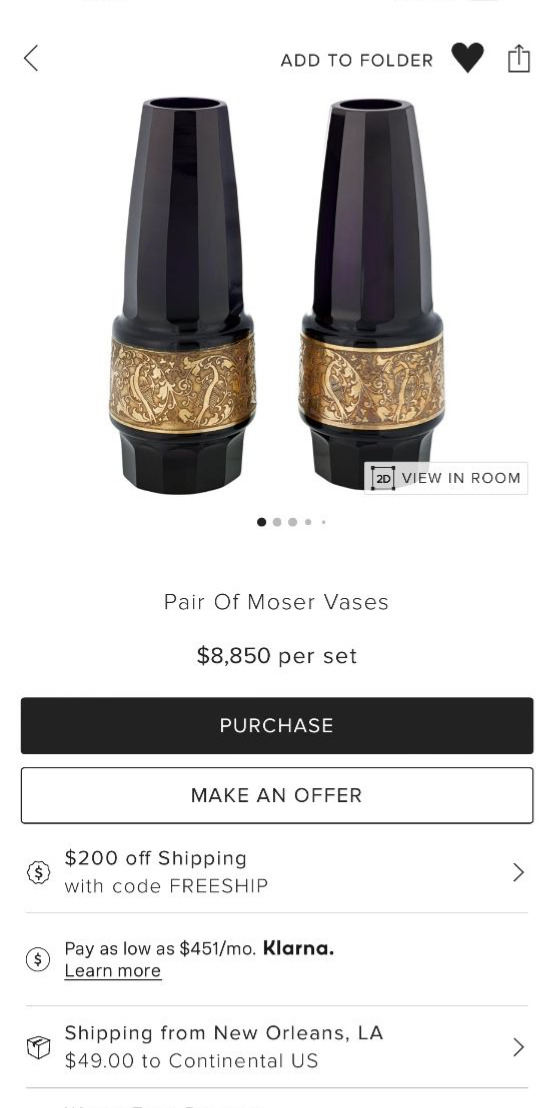 ADD TO FOLDER
2D VIEW IN ROOM
Pair Of Moser Vases
$8,850 per set
PURCHASE
MAKE AN OFFER
$200 off Shipping
with code FREESHIP
Pay as low as $451/mo. Klarna.
Learn more
Shipping from New Orleans, LA
$49.00 to Continental US